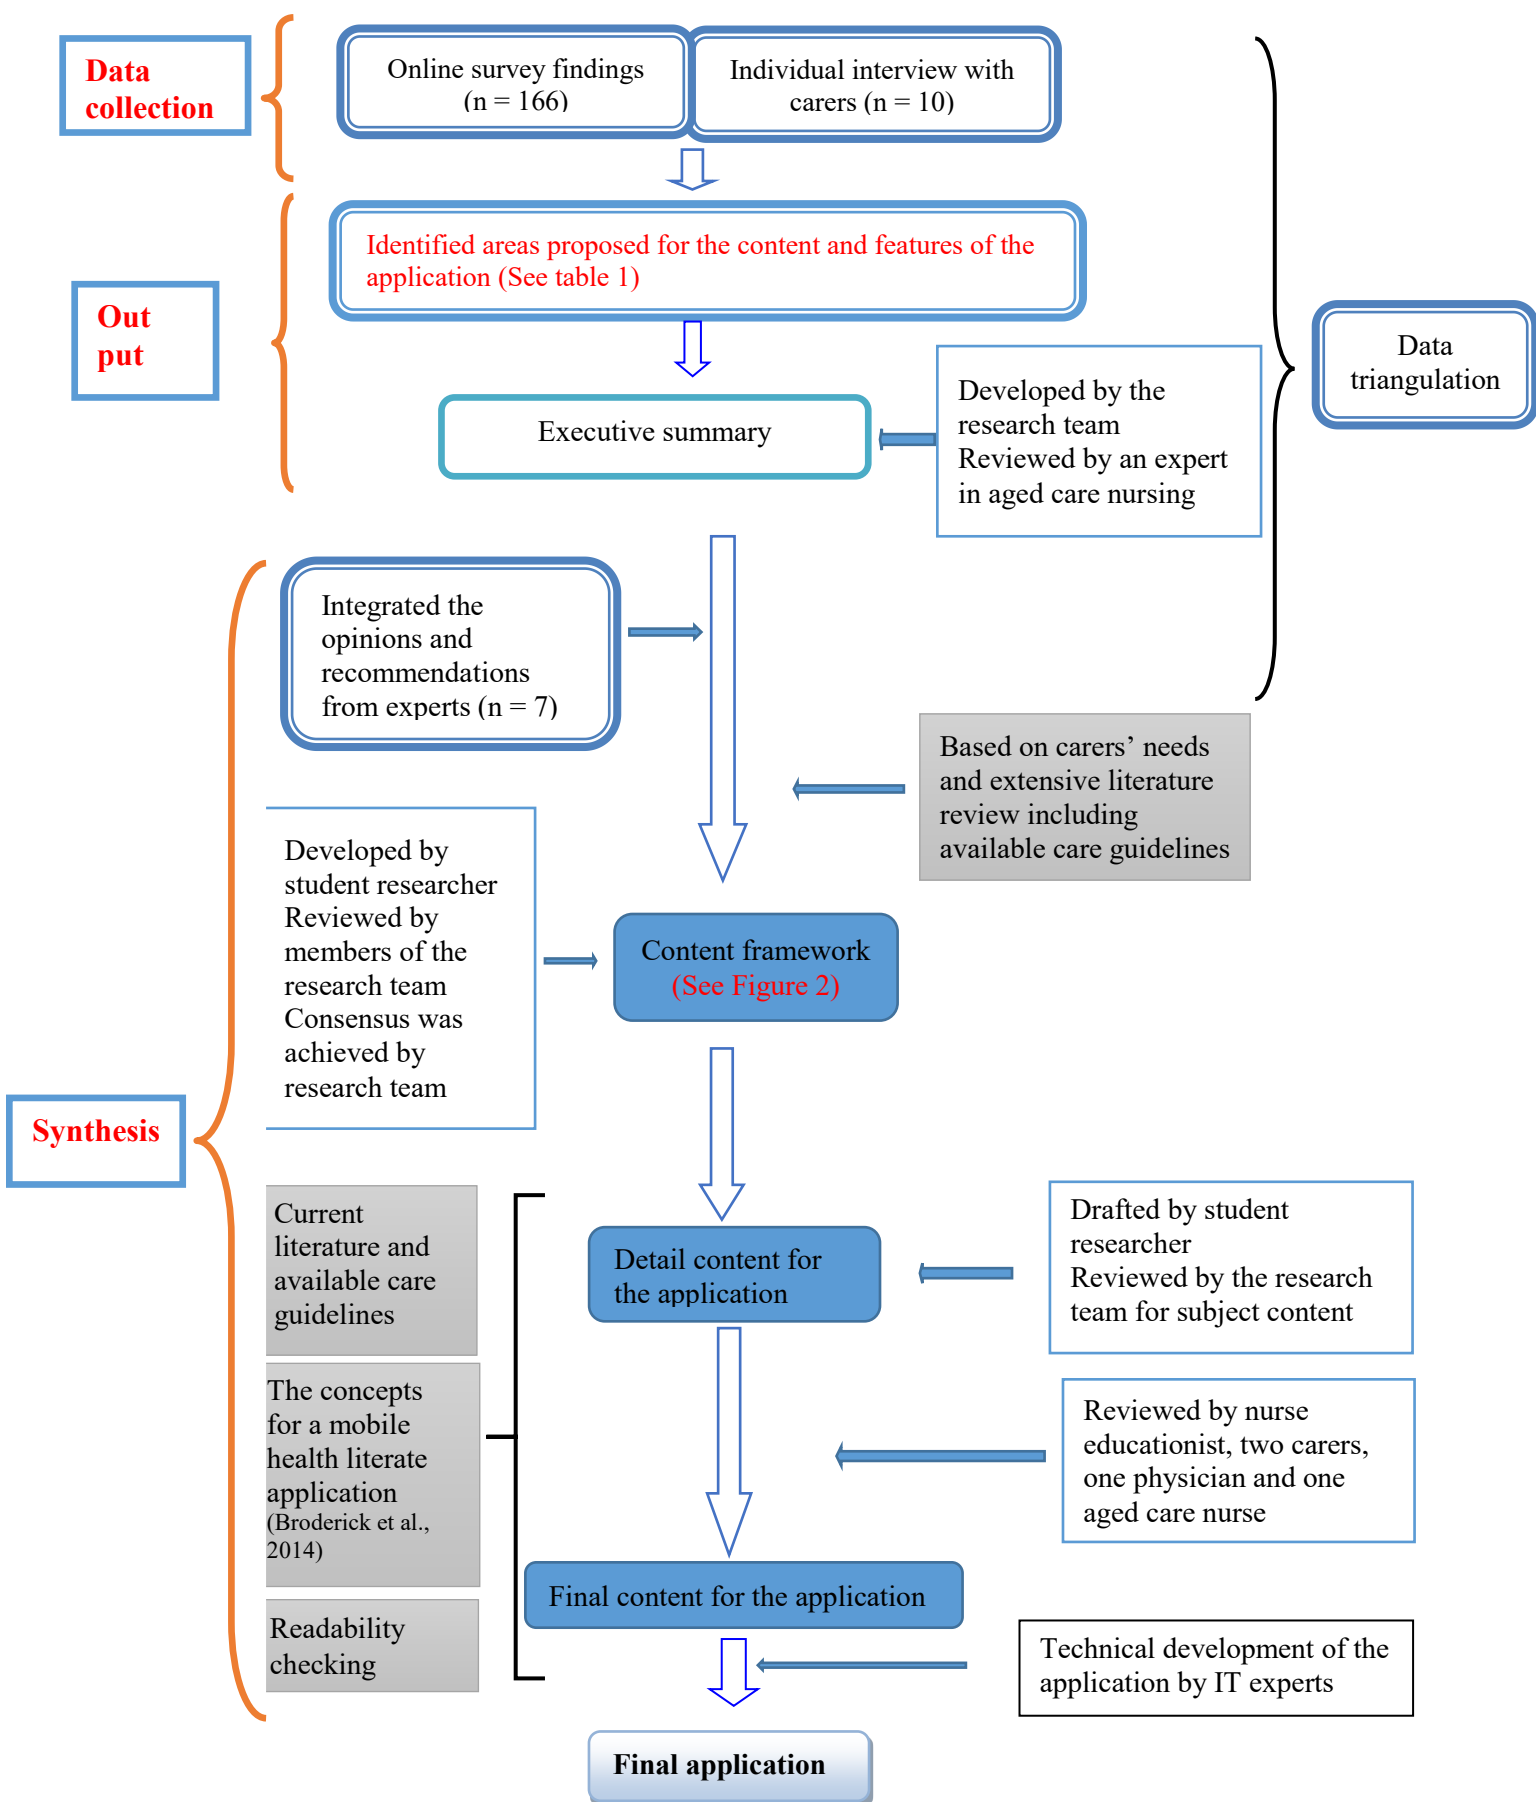 Data
collection
Online survey findings
(n = 166)
Individual interview with
carers (n = 10)
Identified areas proposed for the content and features of the
application (See table 1)
Out
put
Data
triangulation
Executive summary
Developed by the
research team
Reviewed by an expert
in aged care nursing
Integrated the
opinions and
recommendations
from experts (n = 7)
Based on carers’ needs
and extensive literature
review including
available care guidelines
Developed by
student researcher
Reviewed by
members of the
research team
Consensus was
achieved by
research team
Content framework
(See Figure 2)
Synthesis
Current
literature and
available care
guidelines
Detail content for
the application
Drafted by student
researcher
Reviewed by the research
team for subject content
The concepts
for a mobile
health literate
application
(Broderick et al.,
2014)
Reviewed by nurse
educationist, two carers,
one physician and one
aged care nurse
Final content for the application
Readability
checking
Technical development of the
application by IT experts
Final application